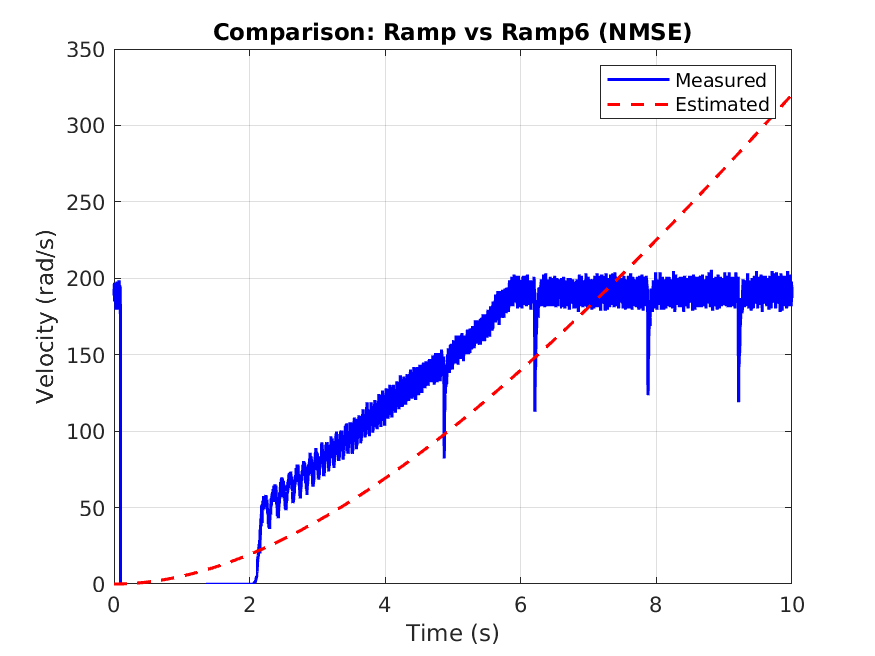 Comparison: Ramp vs Ramp6 (NMSE)
350
300
250
200
150
100
50
0
Velocity (rad/s)
Measured
Estimated
0 2 4 6 8 10
Time (s)